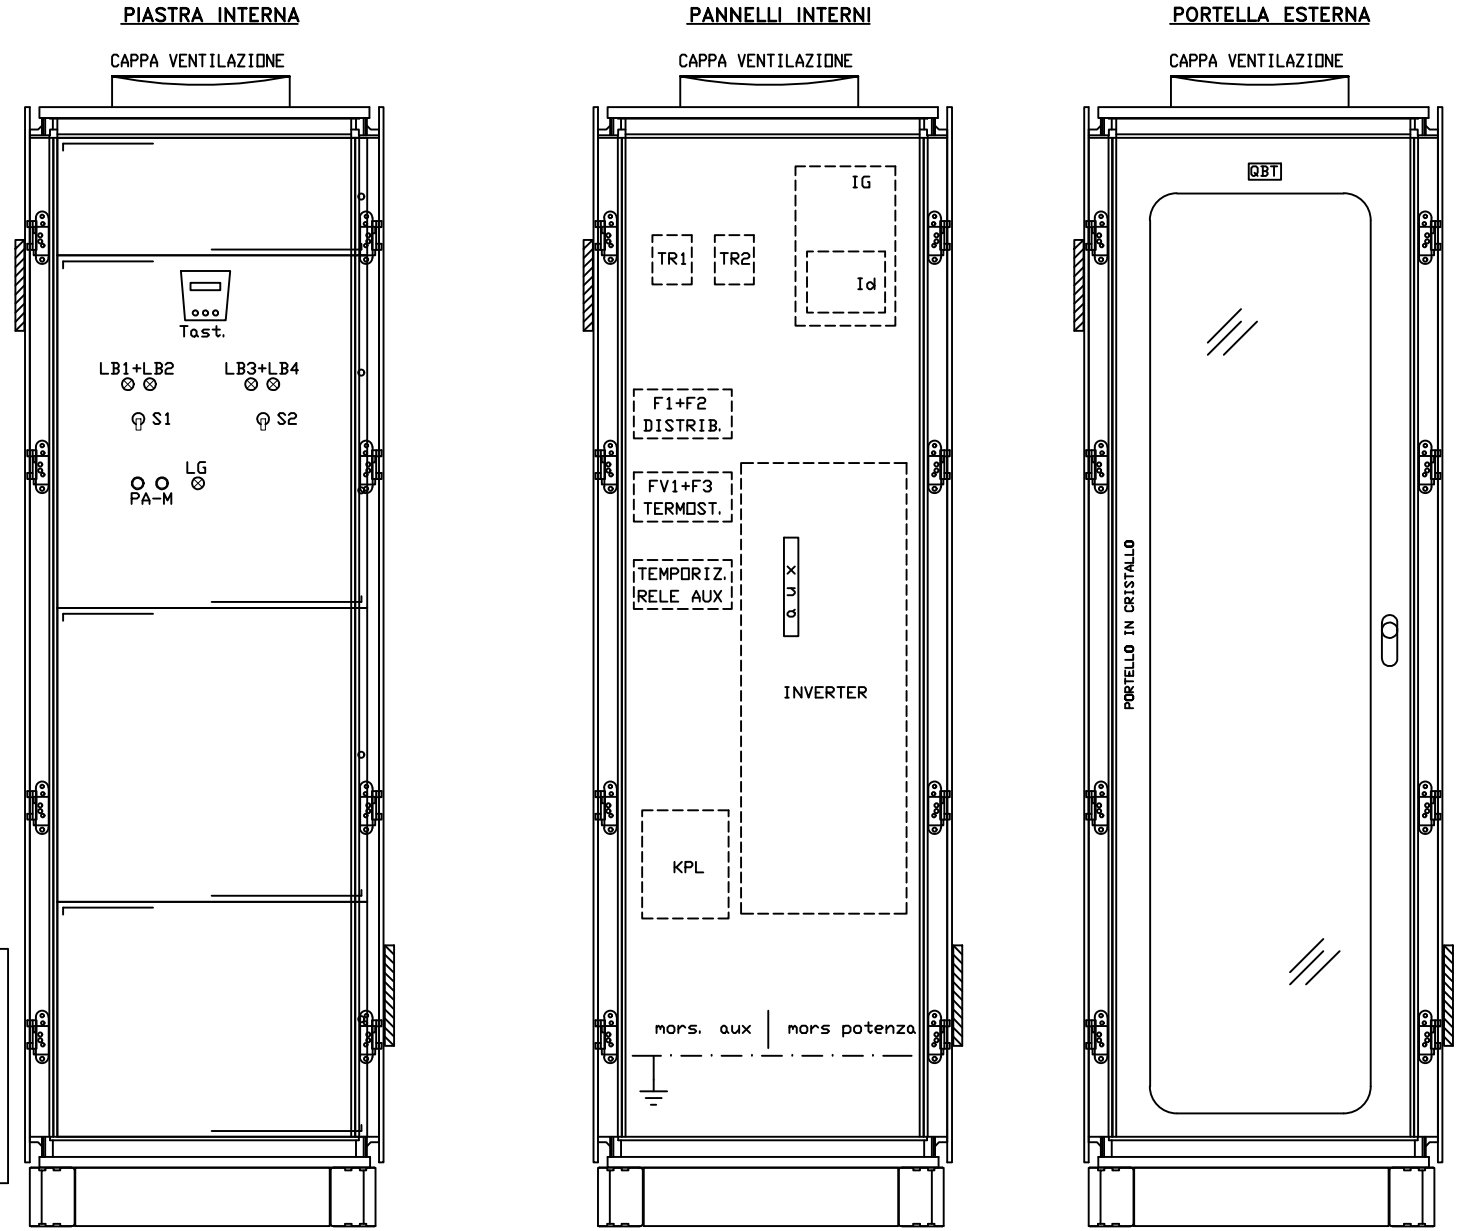 PIASTRA INTERNA
CAPPA VENTILAZIONE
Tast.
LB1+LB2 LB3+LB4
S1 S2
LG
PA-M
PANNELLI INTERNI
CAPPA VENTILAZIONE
IG
TR1 TR2
Id
F1+F2
DISTRIB.
FV1+F3
TERMOST.
TEMPORIZ.
RELE AUX
aux
INVERTER
KPL
mors. aux mors potenza
PORTELLA ESTERNA
CAPPA VENTILAZIONE
QBT
PORTELLO IN CRISTALLO